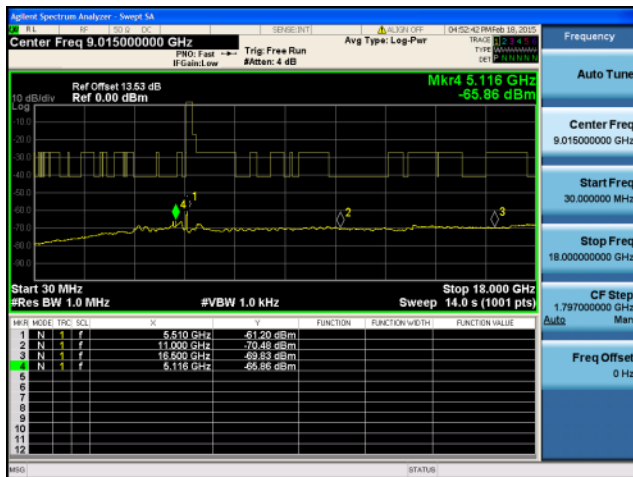 Agilent Spectrum Analyzer - Swept SA
RL RF 50 Ω DC SENSE:INT ALIGN OFF 04:52:42 PM Feb 18, 2015
Center Freq 9.015000000 GHz
PNO: Fast
IFGain:Low
Trig: Free Run
#Atten: 4 dB
Avg Type: Log-Pwr
TRACE 1 2 3 4 5 6
TYPE
DET P N N N N N
Ref Offset 13.53 dB
10 dB/div Ref 0.00 dBm
Log
Mkr4 5.116 GHz
-65.86 dBm
-10.0
-20.0
-30.0
-40.0
-50.0
-60.0
-70.0
-80.0
-90.0
4
1
2
3
Start 30 MHz
Stop 18.000 GHz
#Res BW 1.0 MHz
#VBW 1.0 kHz
Sweep 14.0 s (1001 pts)
MKR MODE TRC SCL X Y FUNCTION FUNCTION WIDTH FUNCTION VALUE
1 N 1 f 5.510 GHz -61.20 dBm
2 N 1 f 11.000 GHz -70.48 dBm
3 N 1 f 16.500 GHz -69.83 dBm
4 N 1 f 5.116 GHz -65.86 dBm
5
6
7
8
9
10
11
12
MSG
STATUS
Frequency
Auto Tune
Center Freq
9.015000000 GHz
Start Freq
30.000000 MHz
Stop Freq
18.000000000 GHz
CF Step
1.797000000 GHz
Auto Man
Freq Offset
0 Hz